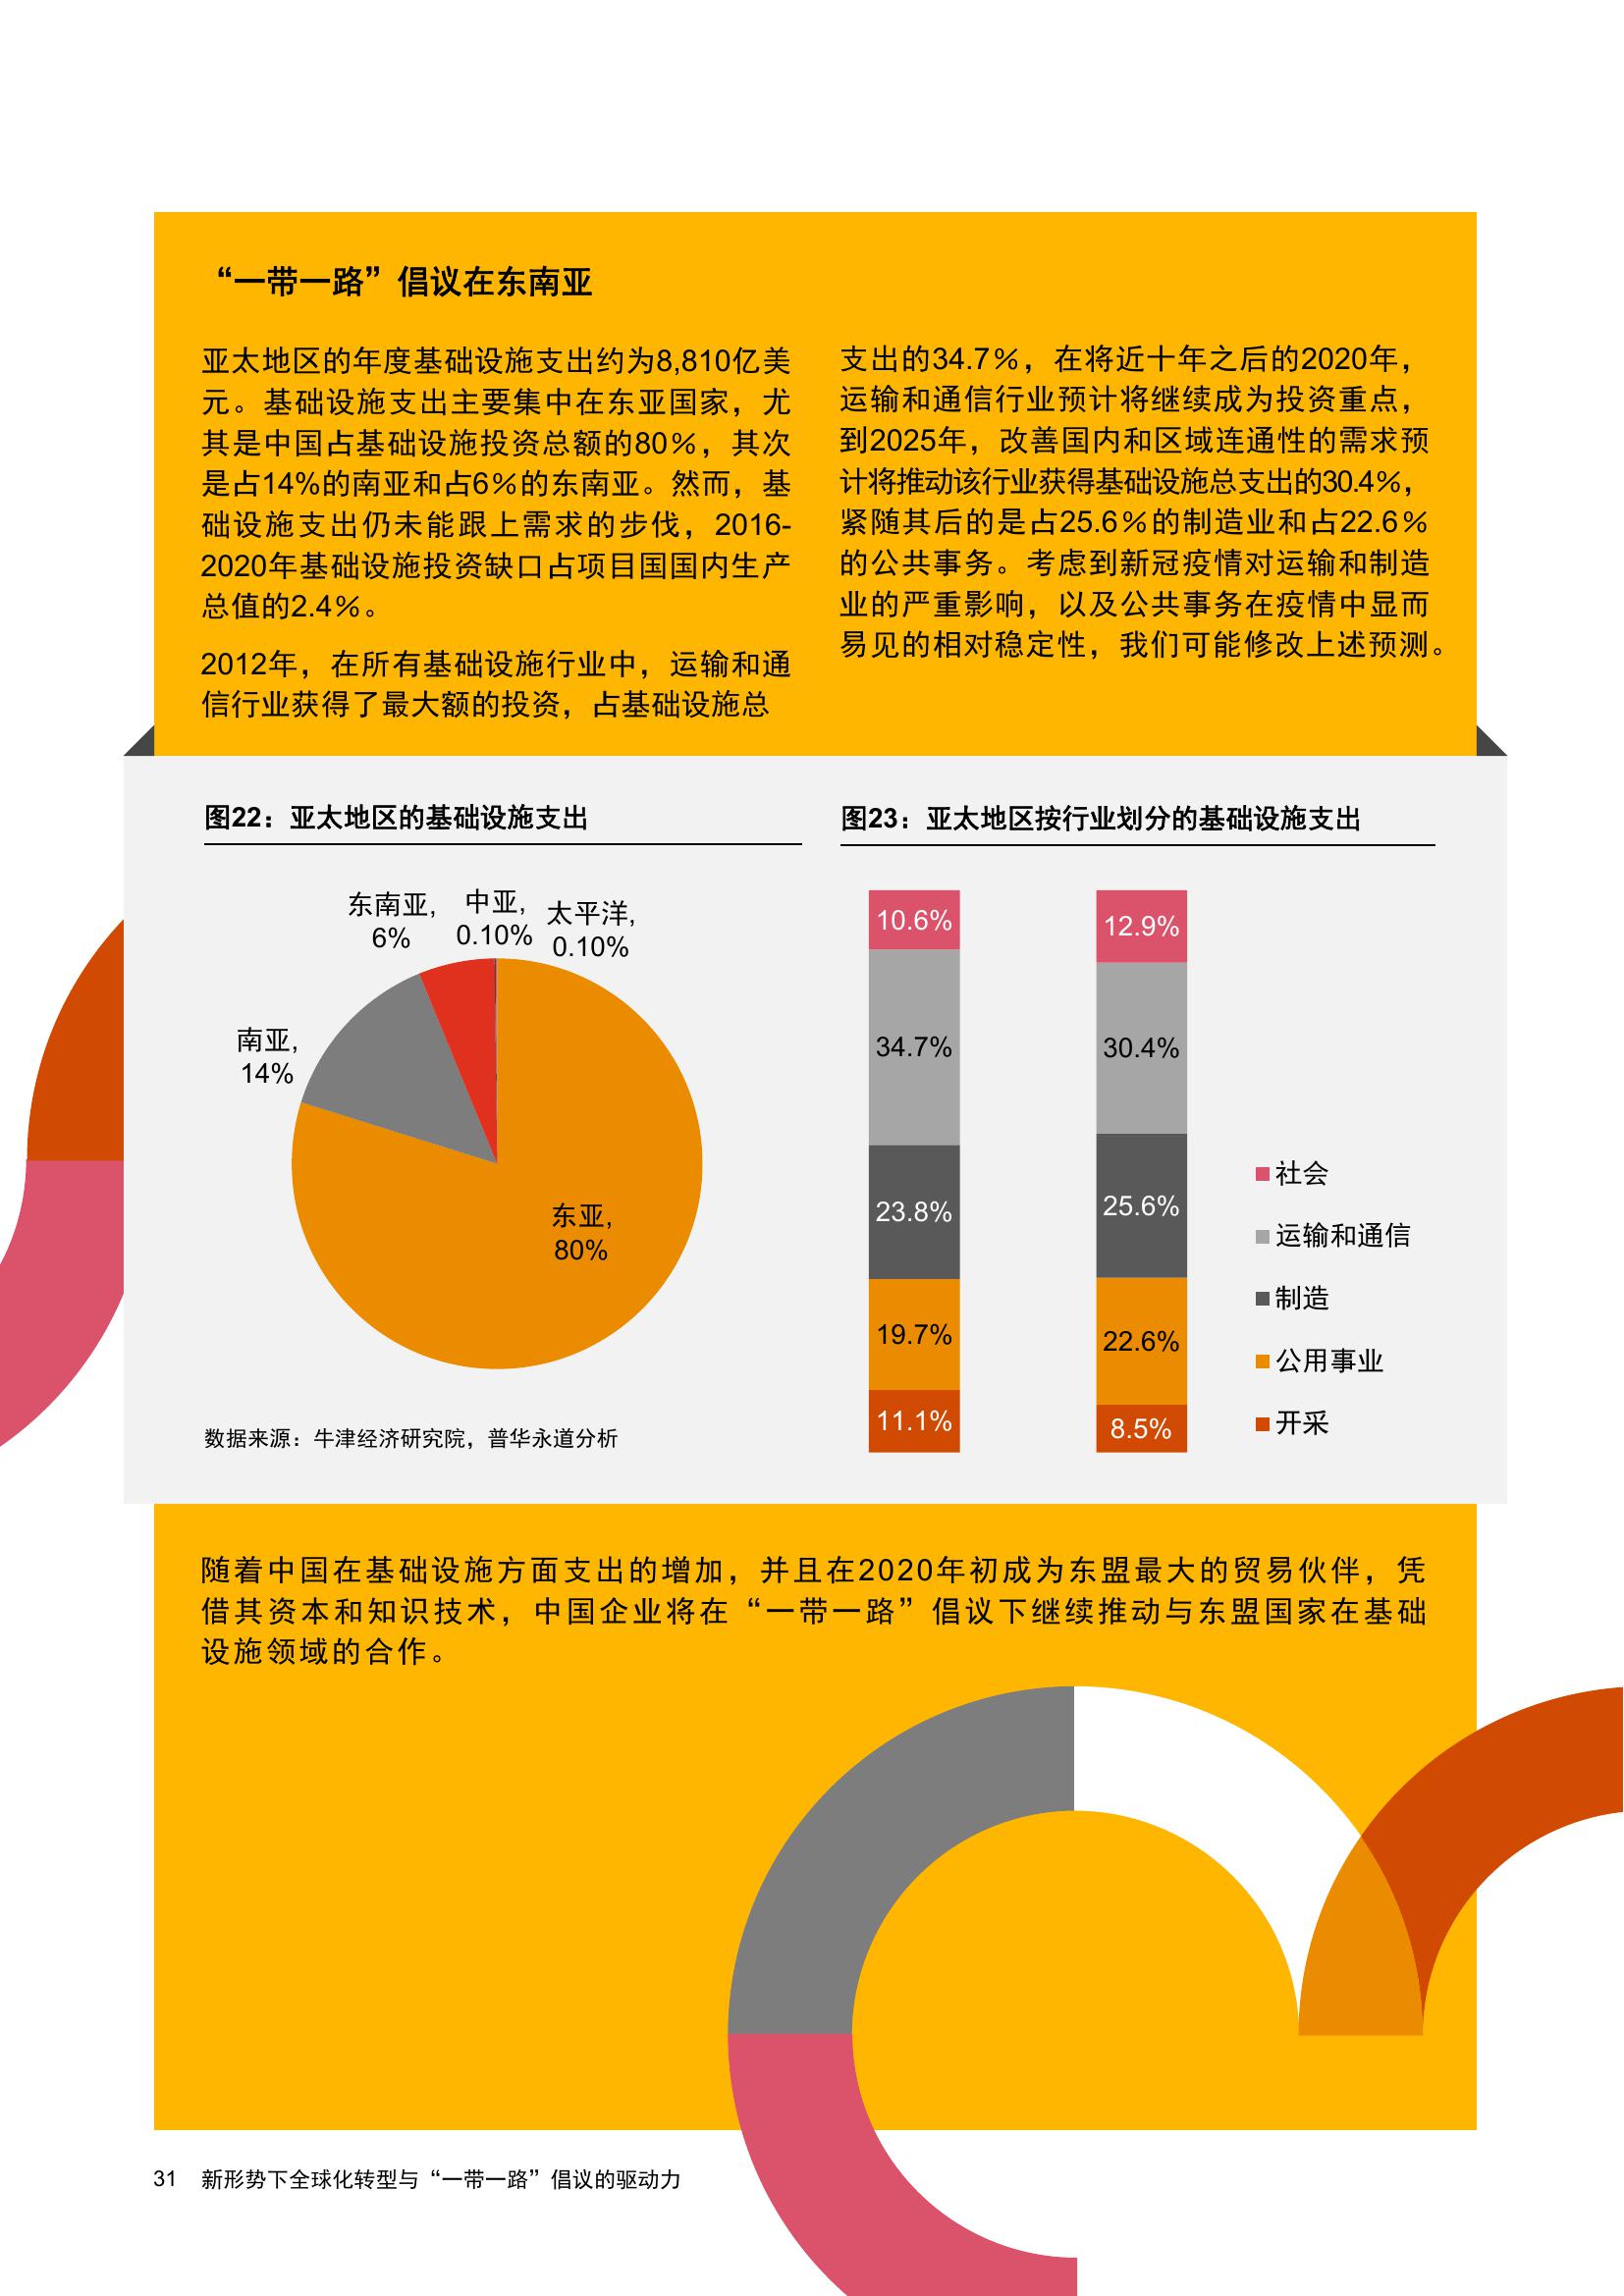 “一带一路”倡议在东南亚
亚太地区的年度基础设施支出约为8,810亿美
元。基础设施支出主要集中在东亚国家，尤
其是中国占基础设施投资总额的80％，其次
是占14%的南亚和占6％的东南亚。然而，基
础设施支出仍未能跟上需求的步伐，2016-
2020年基础设施投资缺口占项目国国内生产
总值的2.4％。
2012年，在所有基础设施行业中，运输和通
信行业获得了最大额的投资，占基础设施总
支出的34.7％，在将近十年之后的2020年，
运输和通信行业预计将继续成为投资重点，
到2025年，改善国内和区域连通性的需求预
计将推动该行业获得基础设施总支出的30.4％，
紧随其后的是占25.6％的制造业和占22.6％
的公共事务。考虑到新冠疫情对运输和制造
业的严重影响，以及公共事务在疫情中显而
易见的相对稳定性，我们可能修改上述预测。
图22：亚太地区的基础设施支出
东南亚,
6%
中亚,
0.10%
太平洋,
0.10%
南亚,
14%
东亚,
80%
数据来源：牛津经济研究院，普华永道分析
图23：亚太地区按行业划分的基础设施支出
10.6%
34.7%
23.8%
19.7%
11.1%
12.9%
30.4%
25.6%
22.6%
8.5%
社会
运输和通信
制造
公用事业
开采
随着中国在基础设施方面支出的增加，并且在2020年初成为东盟最大的贸易伙伴，凭
借其资本和知识技术，中国企业将在“一带一路”倡议下继续推动与东盟国家在基础
设施领域的合作。
31 新形势下全球化转型与“一带一路”倡议的驱动力